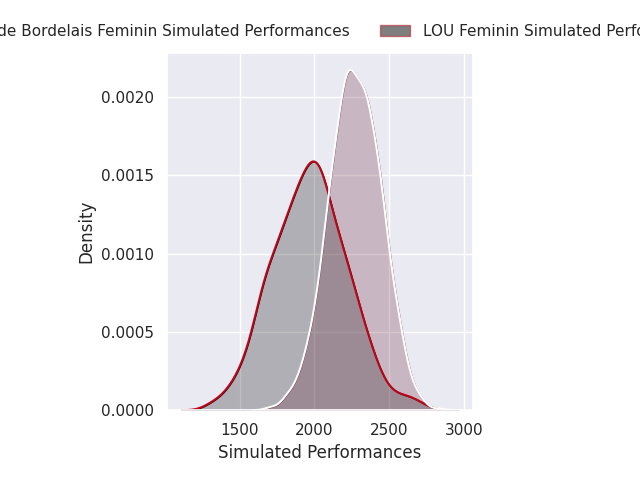 de Bordelais Feminin Simulated Performances LOU Feminin Simulated Perfo
0.0020
0.0015
0.0010
0.0005
0.0000
Density
1500 2000 2500 3000
Simulated Performances